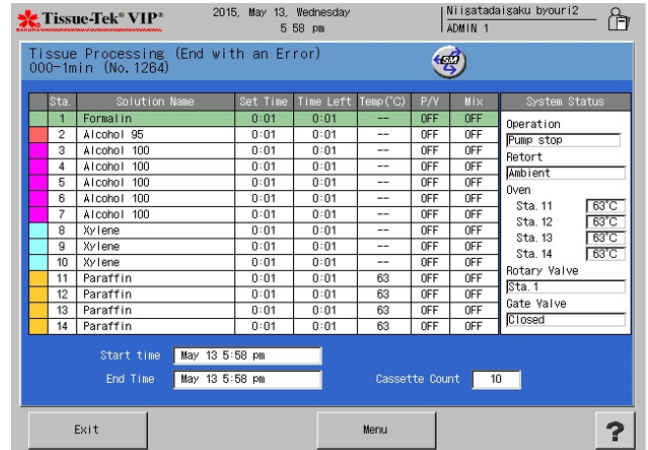 Tissue-Tek® VIP®
SAKURA
2015, May 13, Wednesday
5 58 pm
Niigatadaigaku byouri2
ADMIN 1
Tissue Processing (End with an Error)
000-1min (No.1264)
SM
Sta. Solution Name Set Time Time Left Temp(°C) P/V Mix
1 Formalin 0:01 0:01 -- OFF OFF
2 Alcohol 95 0:01 0:01 -- OFF OFF
3 Alcohol 100 0:01 0:01 -- OFF OFF
4 Alcohol 100 0:01 0:01 -- OFF OFF
5 Alcohol 100 0:01 0:01 -- OFF OFF
6 Alcohol 100 0:01 0:01 -- OFF OFF
7 Alcohol 100 0:01 0:01 -- OFF OFF
8 Xylene 0:01 0:01 -- OFF OFF
9 Xylene 0:01 0:01 -- OFF OFF
10 Xylene 0:01 0:01 -- OFF OFF
11 Paraffin 0:01 0:01 63 OFF OFF
12 Paraffin 0:01 0:01 63 OFF OFF
13 Paraffin 0:01 0:01 63 OFF OFF
14 Paraffin 0:01 0:01 63 OFF OFF
System Status
Operation
Pump stop
Retort
Ambient
Oven
Sta.11 63°C
Sta.12 63°C
Sta.13 63°C
Sta.14 63°C
Rotary Valve
Sta.1
Gate Valve
Closed
Start time May 13 5:58 pm
End Time May 13 5:58 pm
Cassette Count 10
Exit
Menu
?